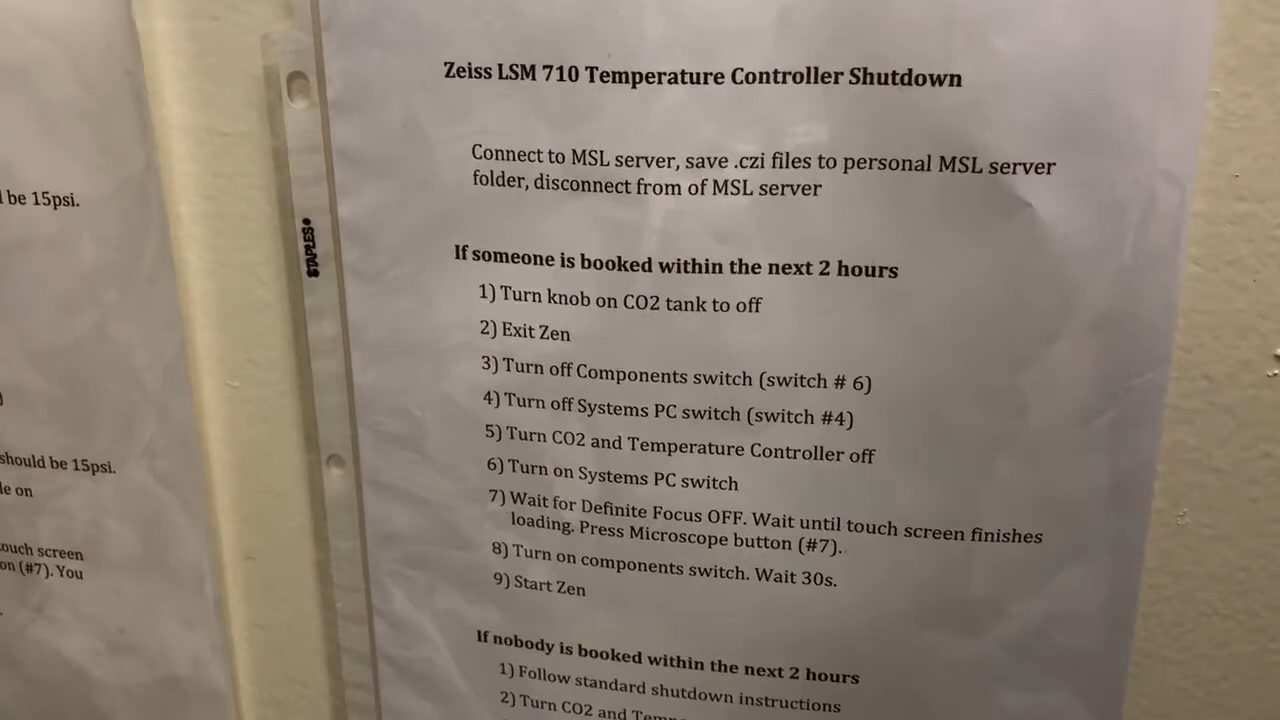 l be 15psi.
)
should be 15psi.
le on
ouch screen
on (#7). You
STAPLES
Zeiss LSM 710 Temperature Controller Shutdown
Connect to MSL server, save .czi files to personal MSL server
folder, disconnect from of MSL server
If someone is booked within the next 2 hours
1) Turn knob on CO2 tank to off
2) Exit Zen
3) Turn off Components switch (switch # 6)
4) Turn off Systems PC switch (switch #4)
5) Turn CO2 and Temperature Controller off
6) Turn on Systems PC switch
7) Wait for Definite Focus OFF. Wait until touch screen finishes
loading. Press Microscope button (#7).
8) Turn on components switch. Wait 30s.
9) Start Zen
If nobody is booked within the next 2 hours
1) Follow standard shutdown instructions
2) Turn CO2 and